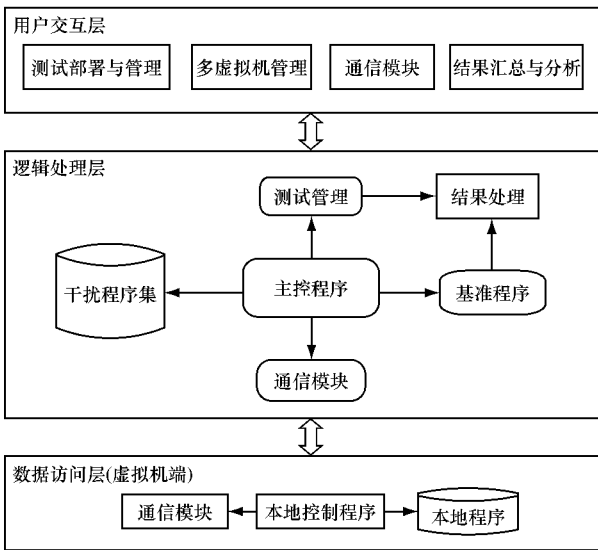 用户交互层
测试部署与管理
多虚拟机管理
通信模块
结果汇总与分析
逻辑处理层
测试管理
结果处理
干扰程序集
主控程序
基准程序
通信模块
数据访问层(虚拟机端)
通信模块
本地控制程序
本地程序